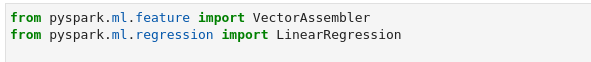 from pyspark.ml.feature import VectorAssembler
from pyspark.ml.regression import LinearRegression